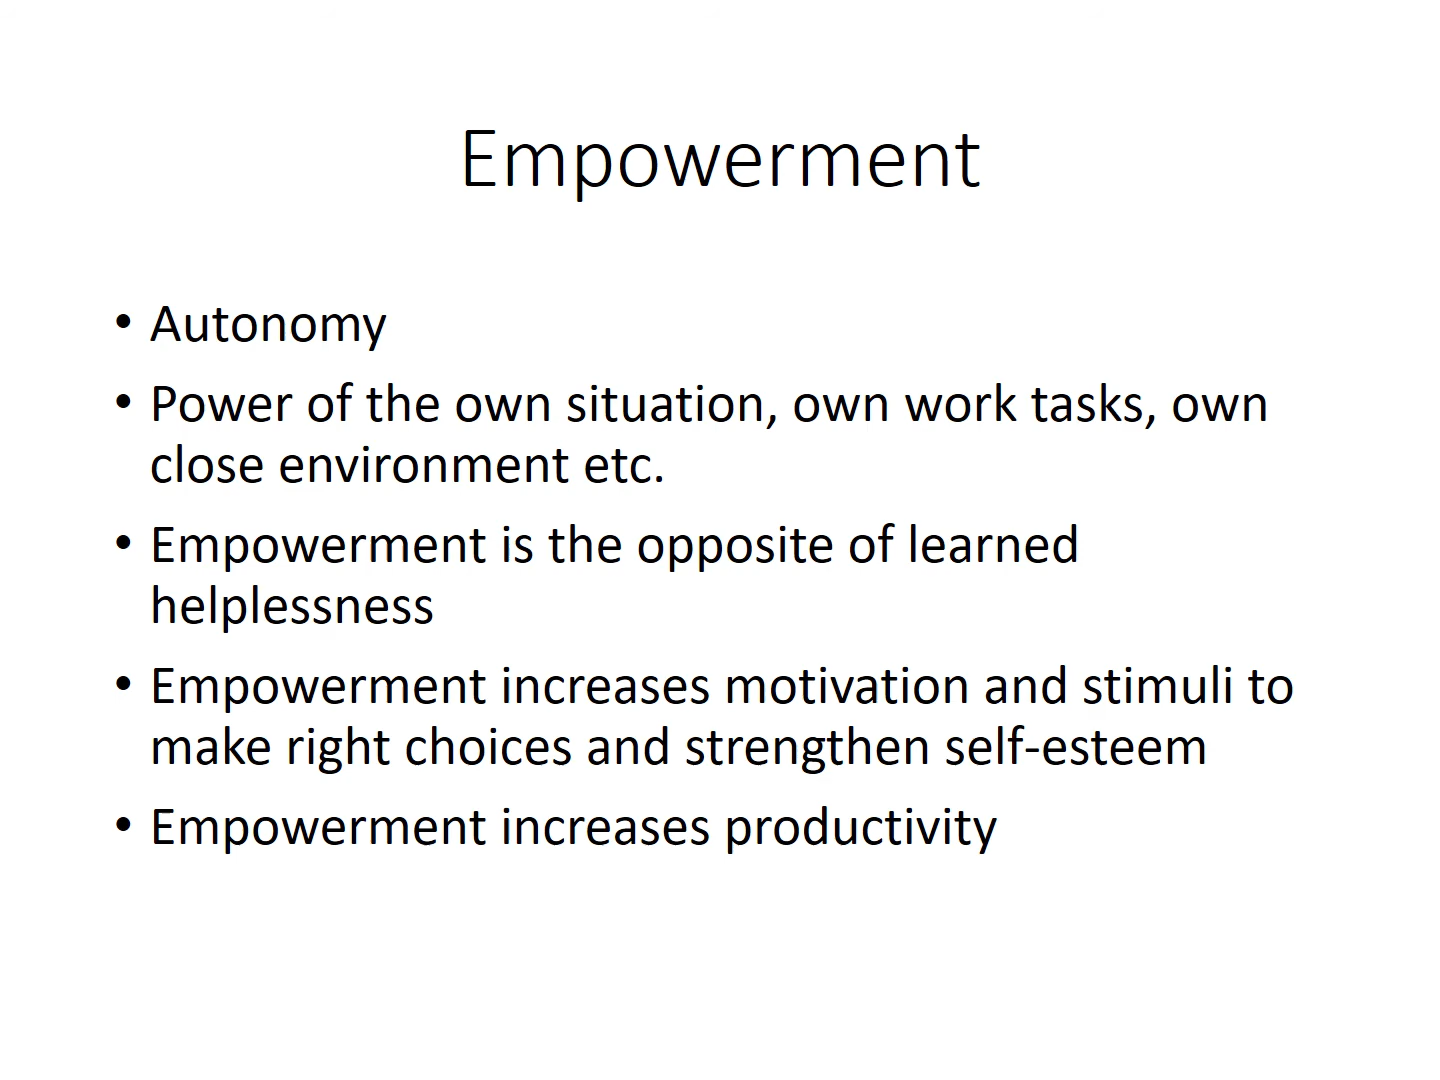 Empowerment
• Autonomy
• Power of the own situation, own work tasks, own
close environment etc.
• Empowerment is the opposite of learned
helplessness
• Empowerment increases motivation and stimuli to
make right choices and strengthen self-esteem
• Empowerment increases productivity